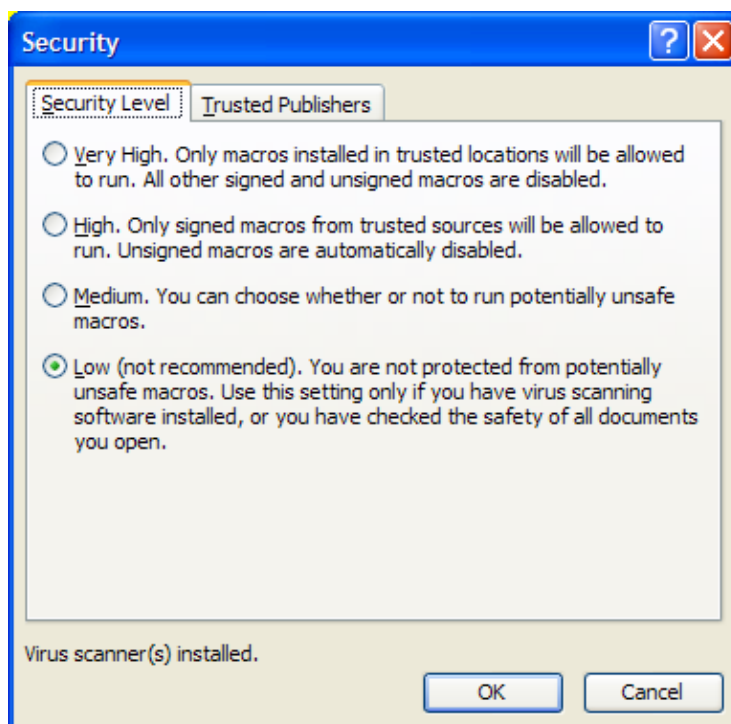 Security
Security Level
Trusted Publishers
Very High. Only macros installed in trusted locations will be allowed
to run. All other signed and unsigned macros are disabled.
High. Only signed macros from trusted sources will be allowed to
run. Unsigned macros are automatically disabled.
Medium. You can choose whether or not to run potentially unsafe
macros.
Low (not recommended). You are not protected from potentially
unsafe macros. Use this setting only if you have virus scanning
software installed, or you have checked the safety of all documents
you open.
Virus scanner(s) installed.
OK
Cancel